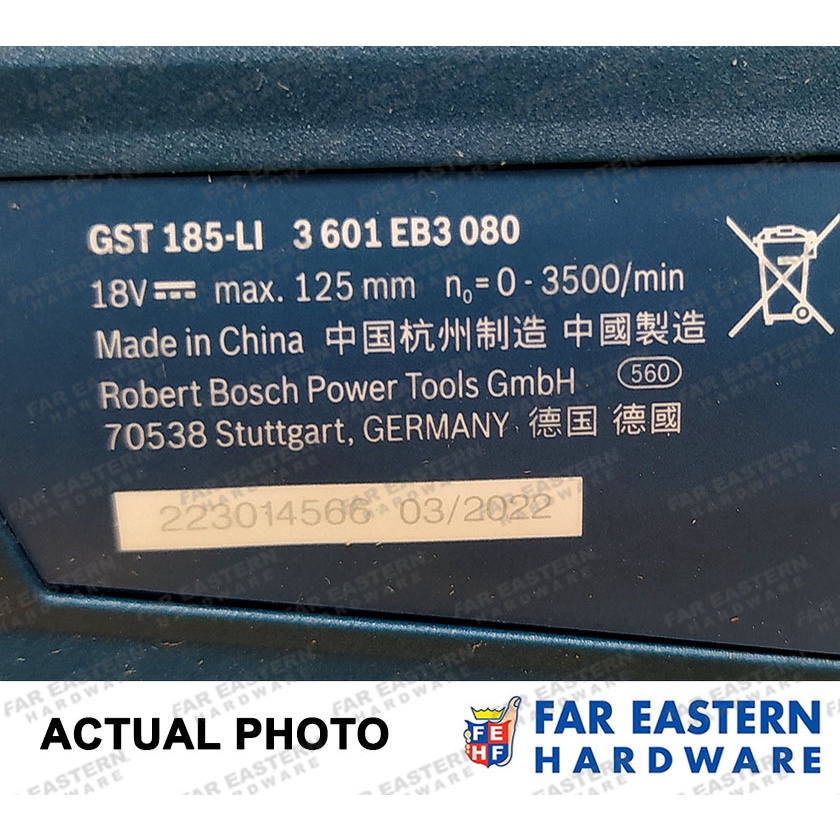 GST 185-LI 3 601 EB3 080
18V⎓ max. 125 mm n₀=0 - 3500/min
Made in China 中国杭州制造 中國製造
Robert Bosch Power Tools GmbH 560
70538 Stuttgart, GERMANY 德国 德國
223014566 03/2022
ACTUAL PHOTO
FE
HF
FAR EASTERN
HARDWARE